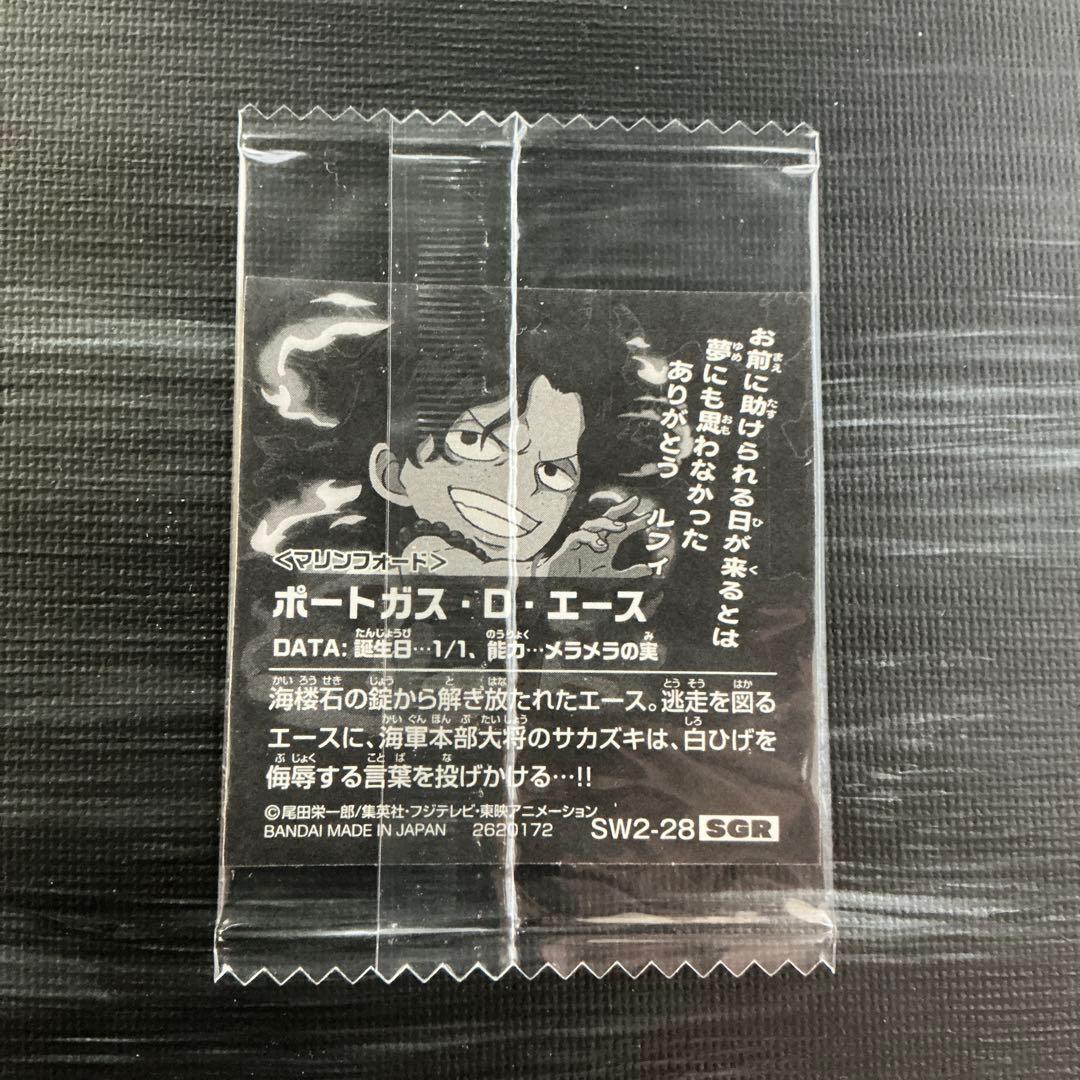 お前に助けられる日が来るとは
夢にも思わなかった
ありがとう ルフィ
<マリンフォード>
ポートガス・D・エース
DATA: 誕生日…1/1、能力…メラメラの実
海楼石の錠から解き放たれたエース。逃走を図る
エースに、海軍本部大将のサカズキは、白ひげを
侮辱する言葉を投げかける…!!
©尾田栄一郎/集英社・フジテレビ・東映アニメーション
BANDAI MADE IN JAPAN 2620172 SW2-28 SGR